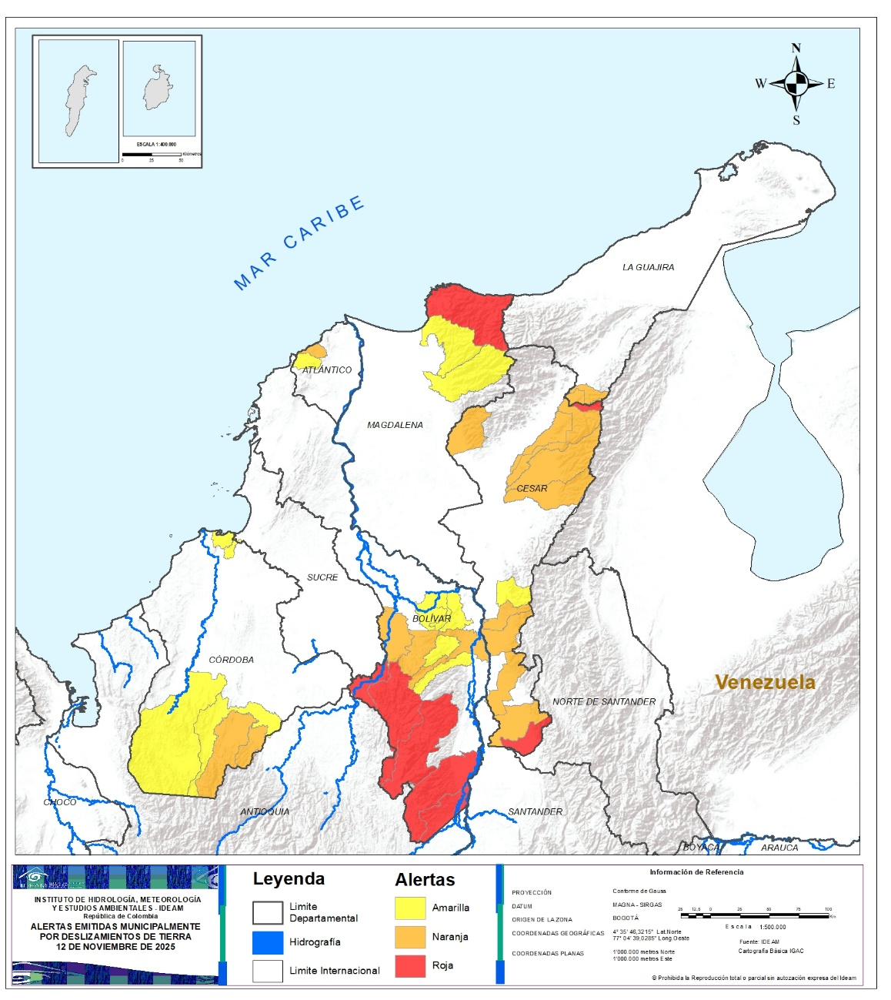 ESCALA 1:400.000
Kilómetros
0 25 50
N
W E
S
MAR CARIBE
LA GUAJIRA
ATLÁNTICO
MAGDALENA
CESAR
SUCRE
BOLÍVAR
CÓRDOBA
Venezuela
NORTE DE SANTANDER
CHOCO
ANTIOQUIA
SANTANDER
BOYACÁ
ARAUCA
IDEAM
INSTITUTO DE HIDROLOGÍA, METEOROLOGÍA
Y ESTUDIOS AMBIENTALES - IDEAM
República de Colombia
ALERTAS EMITIDAS MUNICIPALMENTE
POR DESLIZAMIENTOS DE TIERRA
12 DE NOVIEMBRE DE 2025
Leyenda
Limite
Departamental
Hidrografía
Limite Internacional
Alertas
Amarilla
Naranja
Roja
Información de Referencia
PROYECCIÓN Conforme de Gauss
DATUM MAGNA - SIRGAS
ORIGEN DE LA ZONA BOGOTÁ
COORDENADAS GEOGRÁFICAS 4° 35' 46,3215" Lat.Norte
77° 04' 39,0285" Long.Oeste
COORDENADAS PLANAS 1'000.000 metros Norte
1'000.000 metros Este
25 12,5 0 25 50 75 100
Km
Escala 1:500.000
Fuente: IDEAM
Cartografía Básica IGAC
© Prohibida la Reproducción total o parcial sin autozación expresa del Ideam